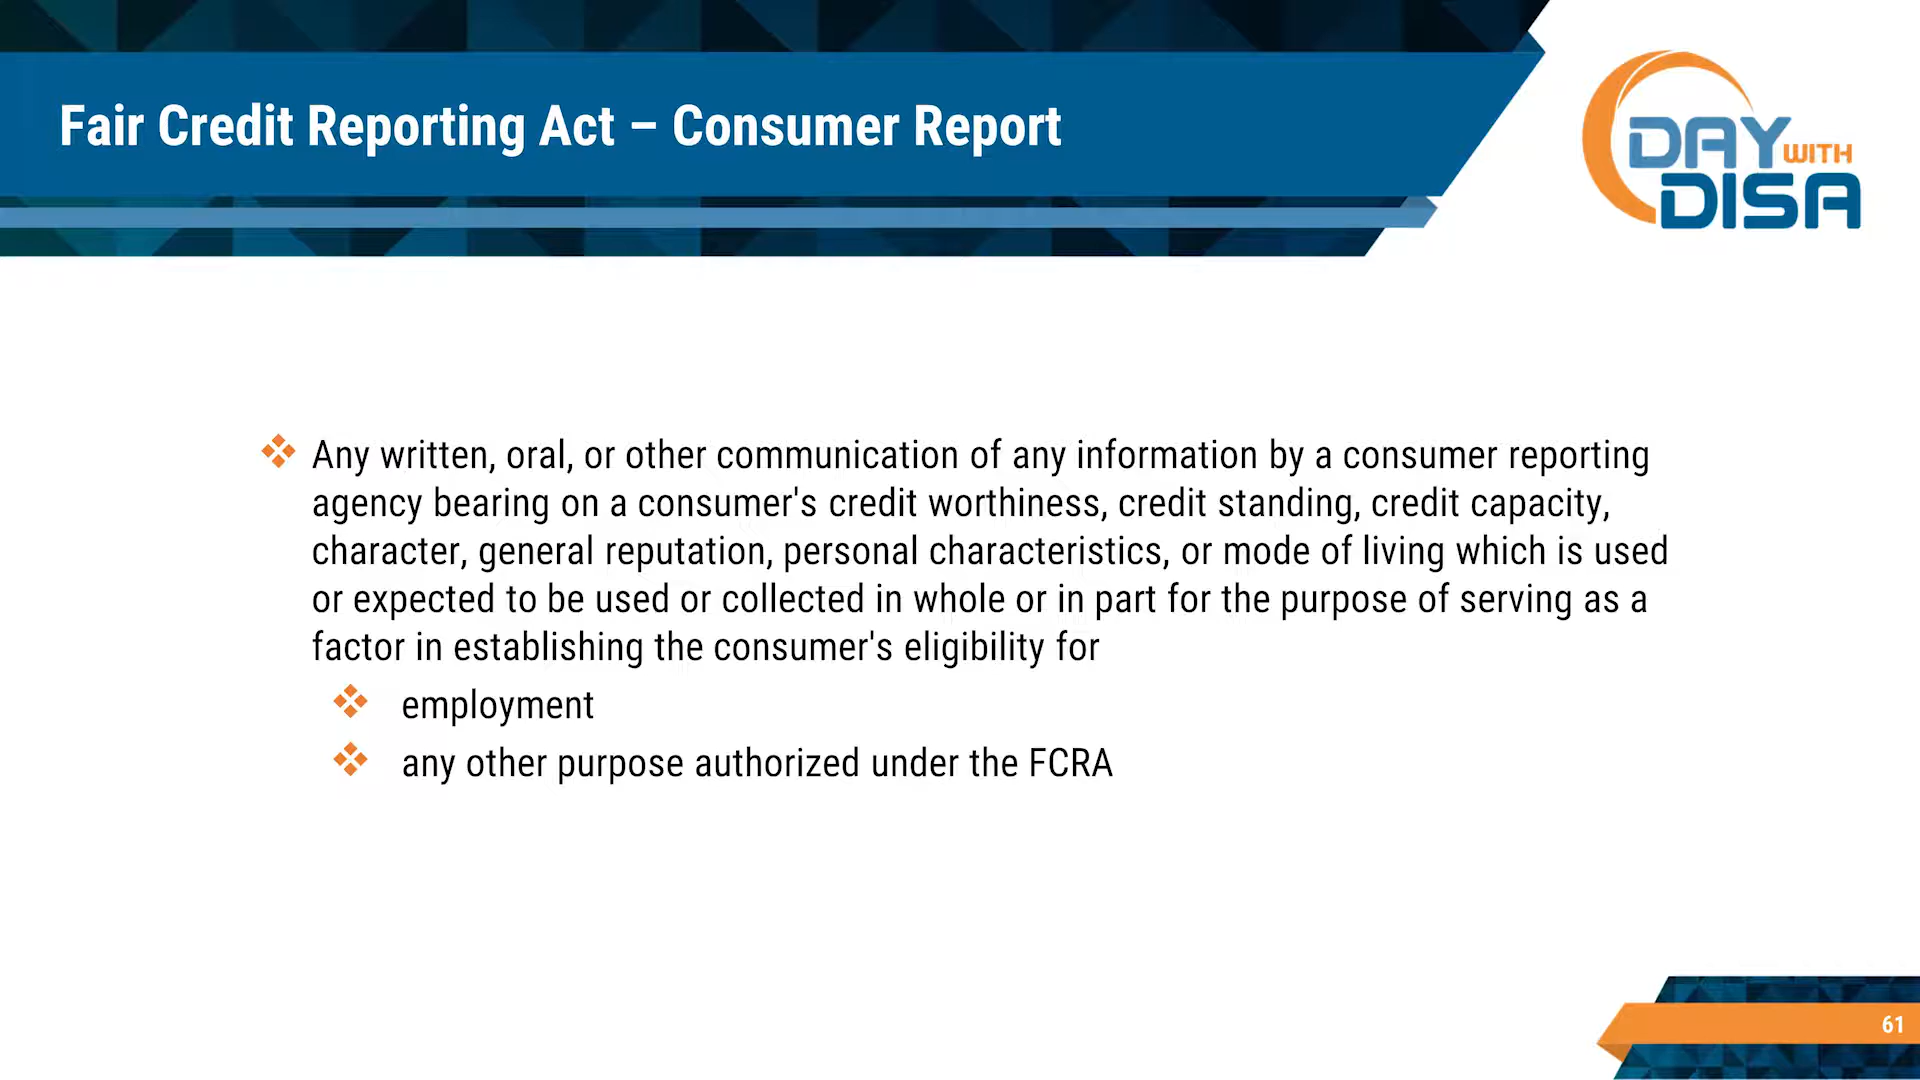 Fair Credit Reporting Act – Consumer Report
DAY WITH
DISA
Any written, oral, or other communication of any information by a consumer reporting
agency bearing on a consumer's credit worthiness, credit standing, credit capacity,
character, general reputation, personal characteristics, or mode of living which is used
or expected to be used or collected in whole or in part for the purpose of serving as a
factor in establishing the consumer's eligibility for
employment
any other purpose authorized under the FCRA
61